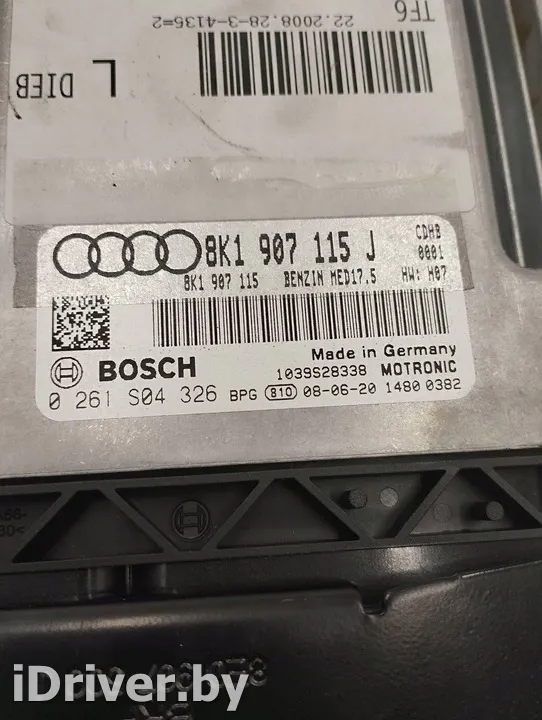 TF6
22.2008.28-3-4135=2
L DIEB
8K1 907 115 J
CDHB
0001
8K1 907 115 BENZIN MED17.5 HW: H07
Made in Germany
BOSCH
1039S28338 MOTRONIC
0 261 S04 326 BPG 810 08-06-20 1480 0382
iDriver.by